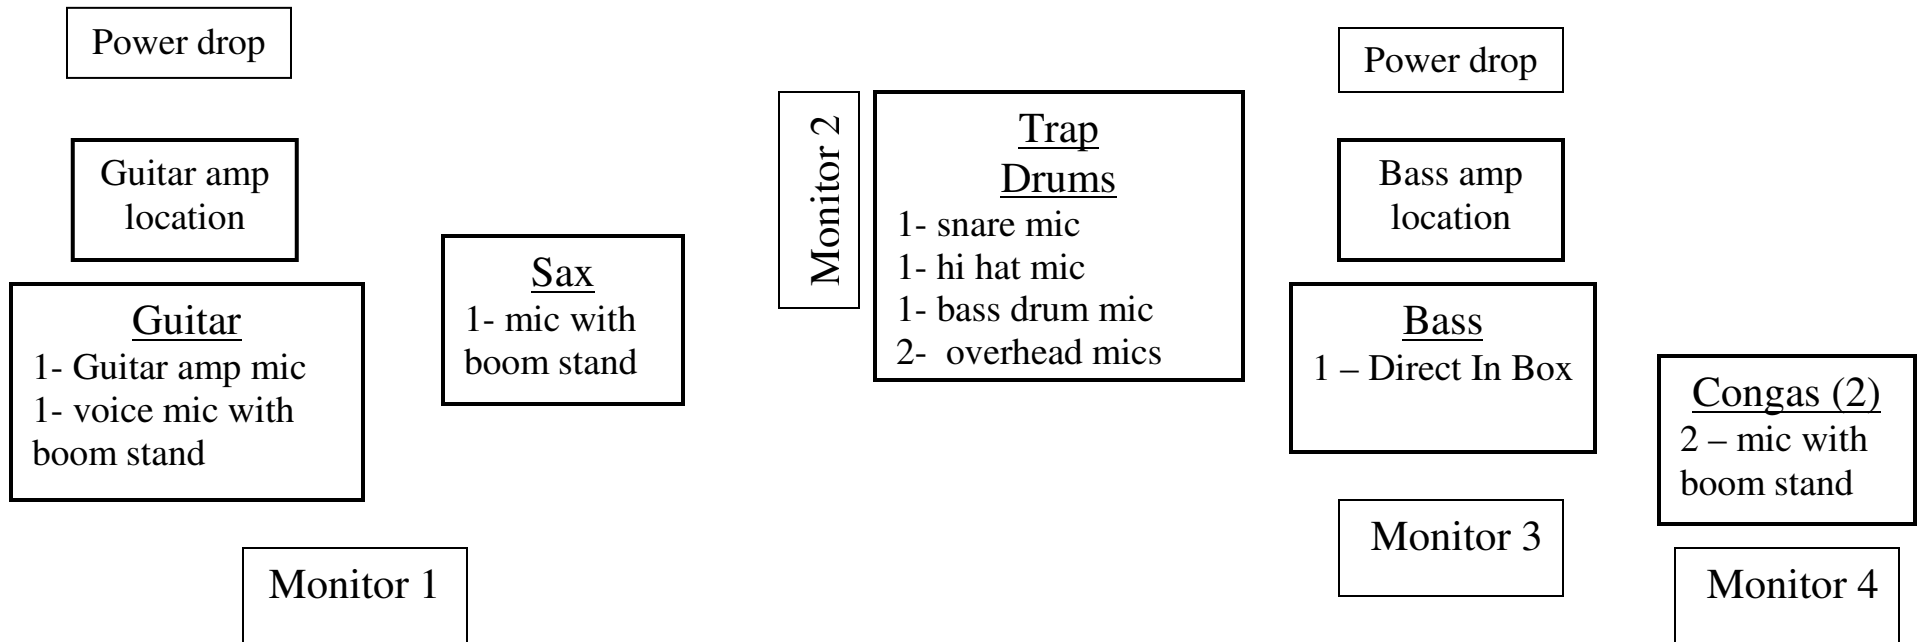 Power drop
Guitar amp
location
Guitar
1- Guitar amp mic
1- voice mic with
boom stand
Sax
1- mic with
boom stand
Monitor 1
Monitor 2
Trap
Drums
1- snare mic
1- hi hat mic
1- bass drum mic
2- overhead mics
Power drop
Bass amp
location
Bass
1 – Direct In Box
Monitor 3
Congas (2)
2 – mic with
boom stand
Monitor 4